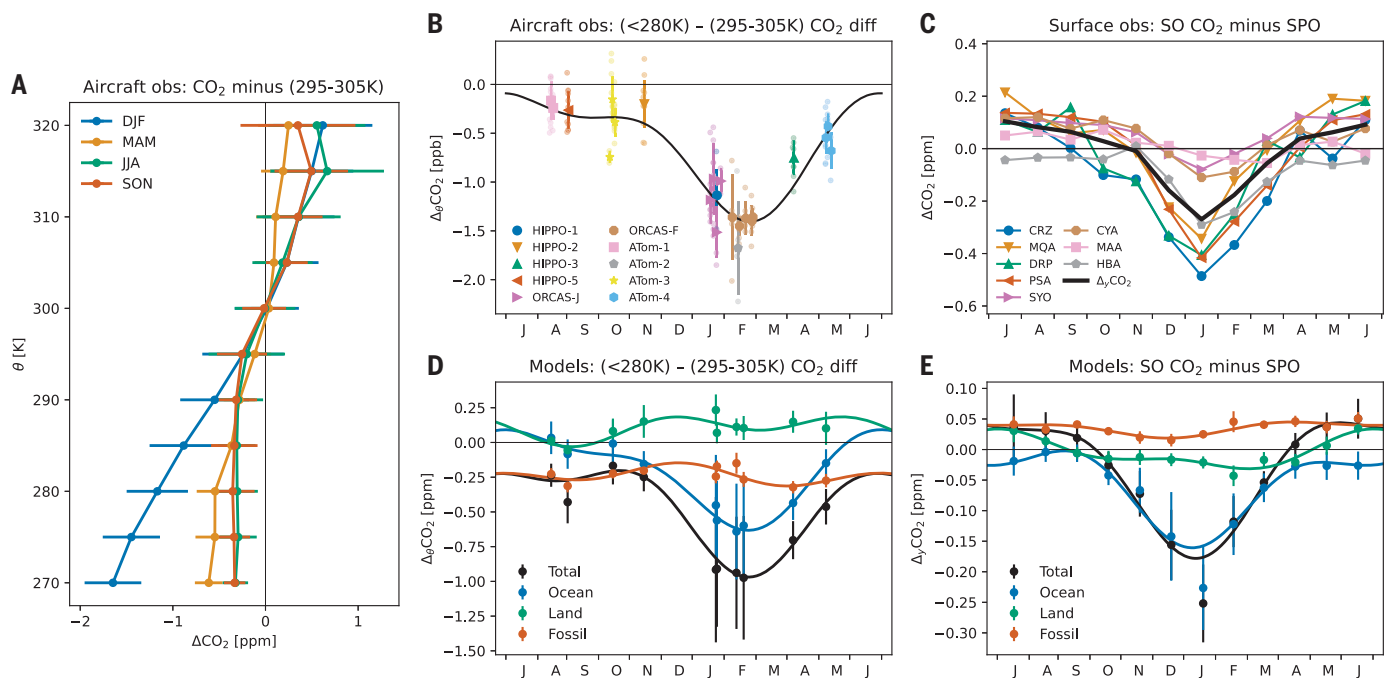 A
Aircraft obs: CO2 minus (295-305K)
DJF
MAM
JJA
SON
320
310
300
290
280
270
θ [K]
−2 −1 0 1
ΔCO2 [ppm]
B
Aircraft obs: (<280K) – (295-305K) CO2 diff
0.0
−0.5
−1.0
−1.5
−2.0
ΔθCO2 [ppb]
HIPPO-1
HIPPO-2
HIPPO-3
HIPPO-5
ORCAS-J
ORCAS-F
ATom-1
ATom-2
ATom-3
ATom-4
J A S O N D J F M A M J
C
Surface obs: SO CO2 minus SPO
0.4
0.2
0.0
−0.2
−0.4
−0.6
ΔCO2 [ppm]
CRZ
MQA
DRP
PSA
SYO
CYA
MAA
HBA
ΔyCO2
J A S O N D J F M A M J
D
Models: (<280K) – (295-305K) CO2 diff
0.25
0.00
−0.25
−0.50
−0.75
−1.00
−1.25
−1.50
ΔθCO2 [ppm]
Total
Ocean
Land
Fossil
J A S O N D J F M A M J
E
Models: SO CO2 minus SPO
0.10
0.05
0.00
−0.05
−0.10
−0.15
−0.20
−0.25
−0.30
ΔyCO2 [ppm]
Total
Ocean
Land
Fossil
J A S O N D J F M A M J